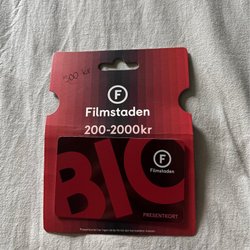 500 kr
F
Filmstaden
200-2000kr
BIO
F
Filmstaden
PRESENTKORT